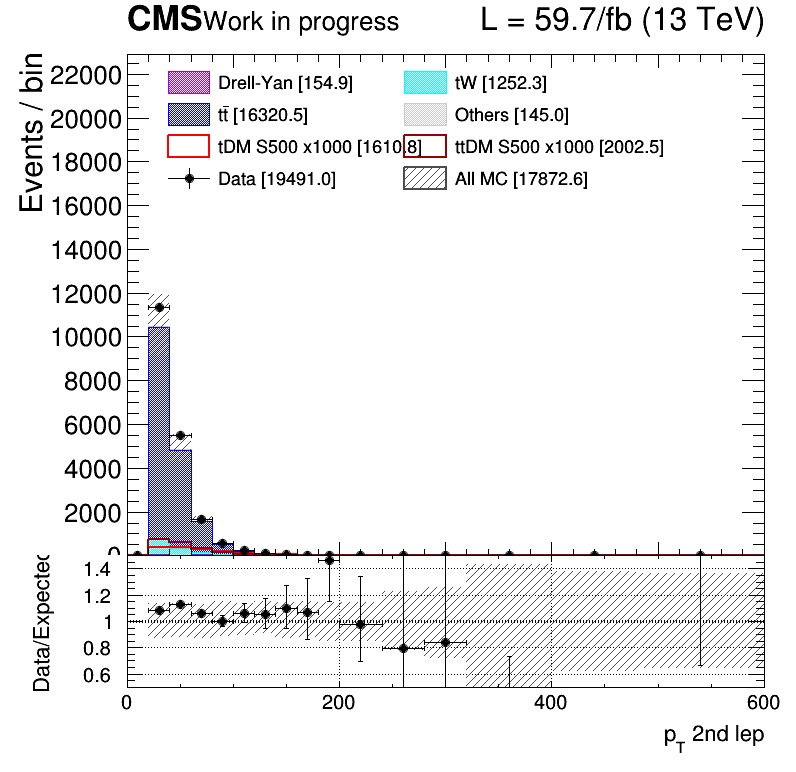 CMS Work in progress L = 59.7/fb (13 TeV)
Events / bin
22000
20000
18000
16000
14000
12000
10000
8000
6000
4000
2000
0
Drell-Yan [154.9] tW [1252.3]
tt̄ [16320.5] Others [145.0]
tDM S500 x1000 [1610.8] ttDM S500 x1000 [2002.5]
Data [19491.0] All MC [17872.6]
Data/Expected
1.4
1.2
1
0.8
0.6
0 200 400 600
p_T 2nd lep